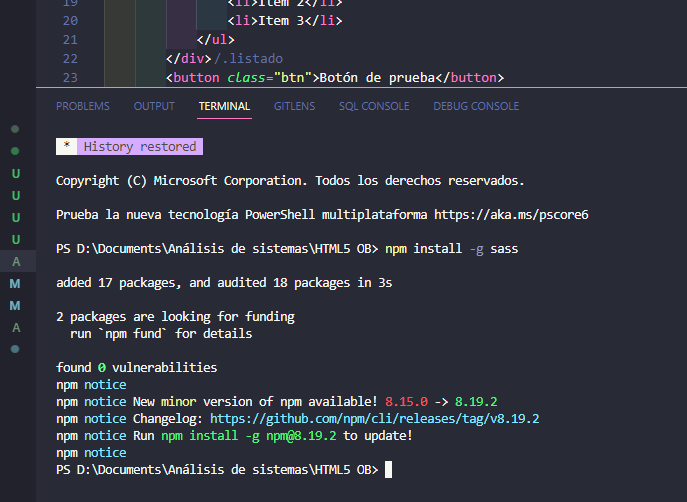 19 <li>Item 2</li>
20 <li>Item 3</li>
21 </ul>
22 </div>/.listado
23 <button class="btn">Botón de prueba</button>
PROBLEMS OUTPUT TERMINAL GITLENS SQL CONSOLE DEBUG CONSOLE
* History restored
Copyright (C) Microsoft Corporation. Todos los derechos reservados.
Prueba la nueva tecnología PowerShell multiplataforma https://aka.ms/pscore6
PS D:\Documents\Análisis de sistemas\HTML5 OB> npm install -g sass
added 17 packages, and audited 18 packages in 3s
2 packages are looking for funding
run `npm fund` for details
found 0 vulnerabilities
npm notice
npm notice New minor version of npm available! 8.15.0 -> 8.19.2
npm notice Changelog: https://github.com/npm/cli/releases/tag/v8.19.2
npm notice Run npm install -g npm@8.19.2 to update!
npm notice
PS D:\Documents\Análisis de sistemas\HTML5 OB>
U
U
U
U
A
M
M
A